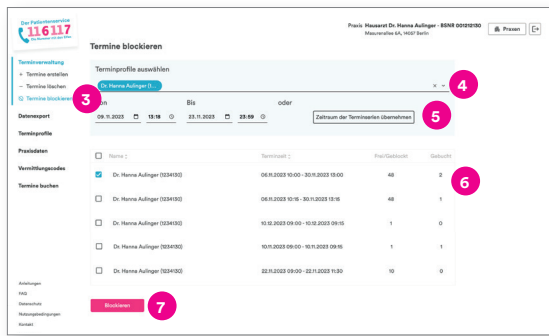 Der Patientenservice
116117
Die Nummer mit den Elfen
Praxis Hausarzt Dr. Hanna Aulinger - BSNR 001212130
Masurenallee 6A, 14057 Berlin
Praxen
Termine blockieren
Terminverwaltung
+ Termine erstellen
− Termine löschen
Termine blockieren
Datenexport
Terminprofile
Praxisdaten
Vermittlungscodes
Termine buchen
Anleitungen
FAQ
Datenschutz
Nutzungsbedingungen
Kontakt
Terminprofile auswählen
Dr. Hanna Aulinger (1...
3
4
Von Bis oder
09.11.2023 13:18 23.11.2023 23:59 Zeitraum der Terminserien übernehmen
5
Name Terminzeit Frei/Geblockt Gebucht
Dr. Hanna Aulinger (1234130) 06.11.2023 10:00 - 30.11.2023 13:00 48 2
6
Dr. Hanna Aulinger (1234130) 08.11.2023 10:18 - 30.11.2023 13:18 48 1
Dr. Hanna Aulinger (1234130) 10.12.2023 09:00 - 10.12.2023 09:15 1 0
Dr. Hanna Aulinger (1234130) 10.11.2023 09:00 - 10.11.2023 09:15 1 1
Dr. Hanna Aulinger (1234130) 22.11.2023 09:00 - 22.11.2023 11:30 10 0
Blockieren
7